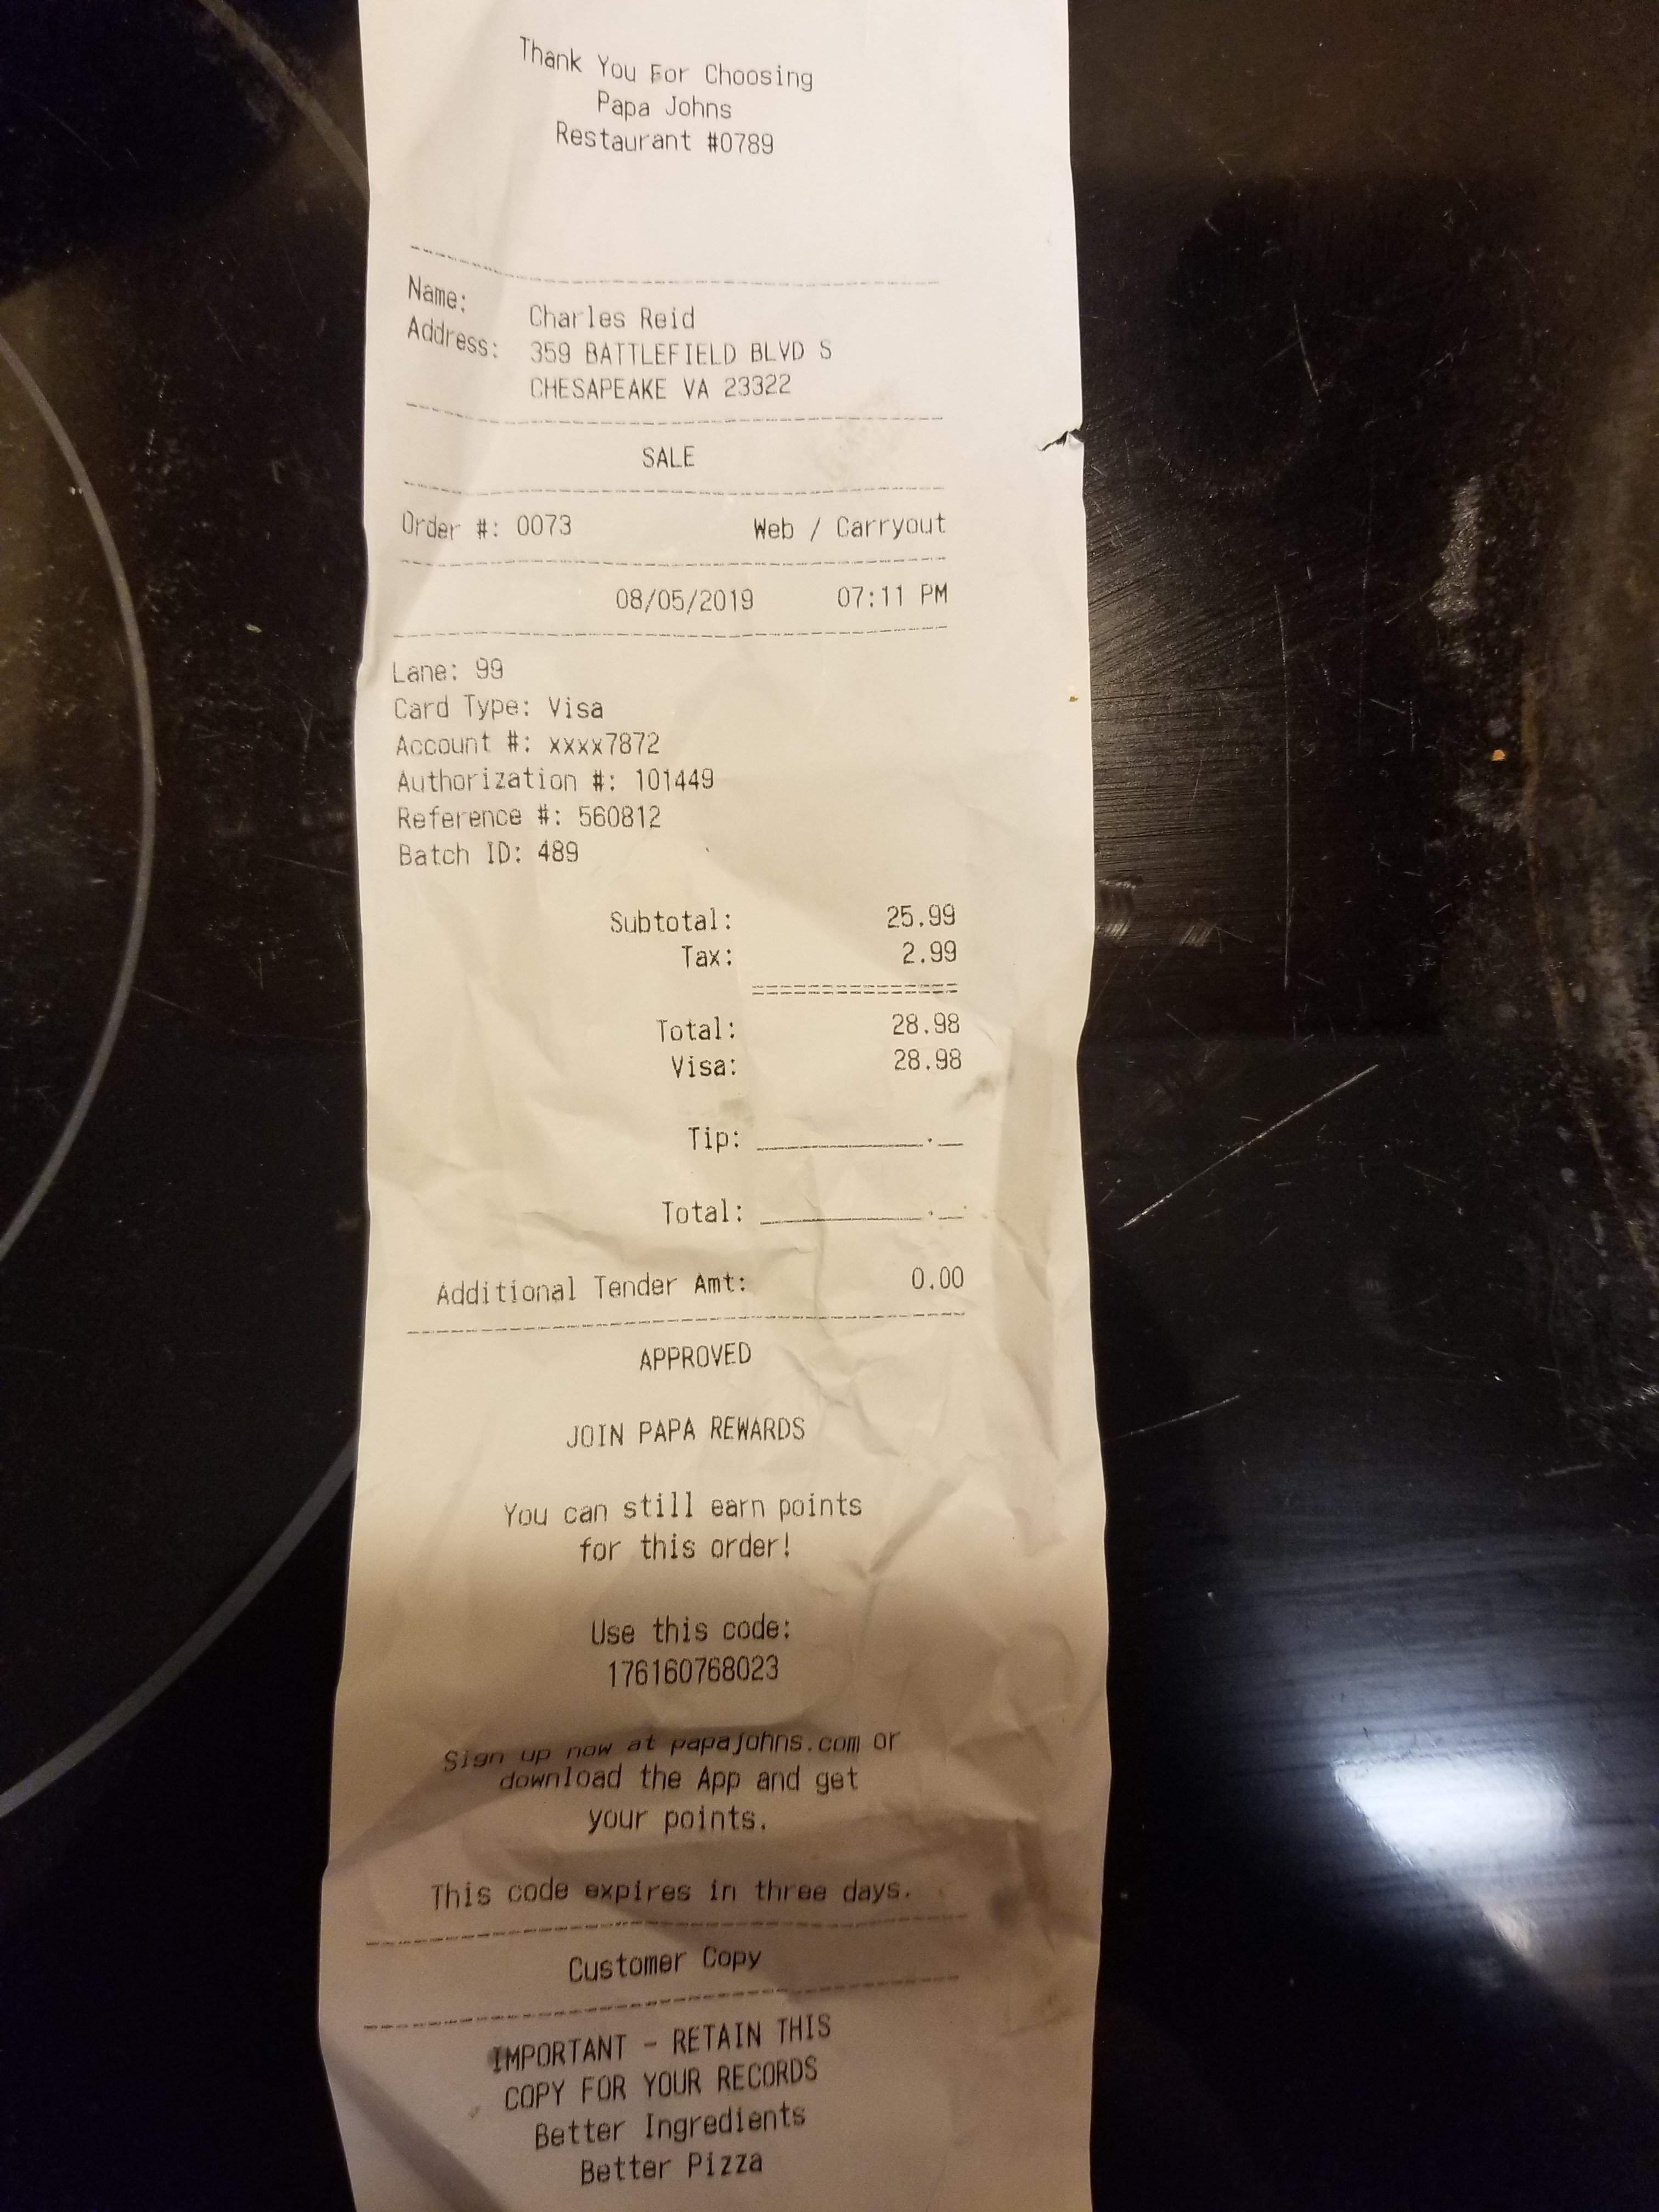 Thank You For Choosing
Papa Johns
Restaurant #0789
Name: Charles Reid
Address: 359 BATTLEFIELD BLVD S
CHESAPEAKE VA 23322
SALE
Order #: 0073 Web / Carryout
08/05/2019 07:11 PM
Lane: 99
Card Type: Visa
Account #: xxxx7872
Authorization #: 101449
Reference #: 560812
Batch ID: 489
Subtotal: 25.99
Tax: 2.99
Total: 28.98
Visa: 28.98
Tip: __________.__
Total: __________.__
Additional Tender Amt: 0.00
APPROVED
JOIN PAPA REWARDS
You can still earn points
for this order!
Use this code:
176160768023
Sign up now at papajohns.com or
download the App and get
your points.
This code expires in three days.
Customer Copy
IMPORTANT - RETAIN THIS
COPY FOR YOUR RECORDS
Better Ingredients
Better Pizza